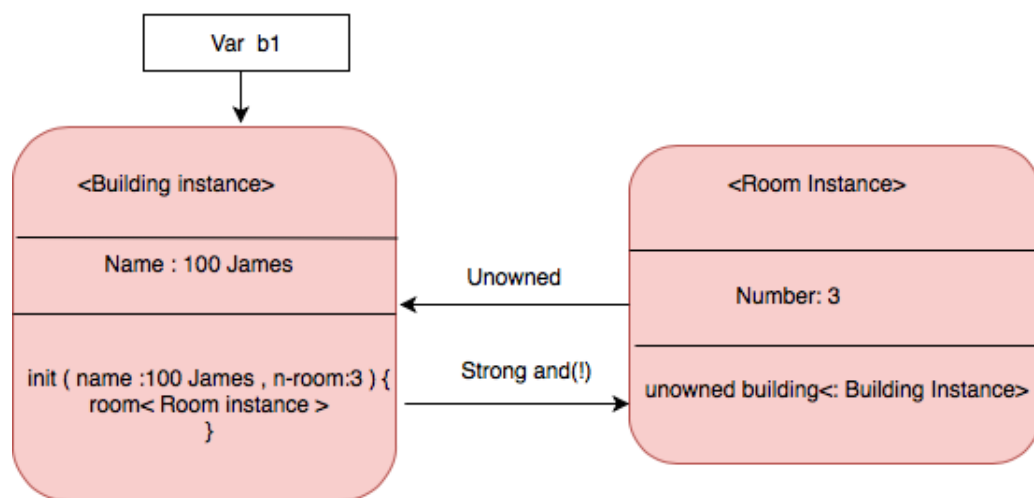 Var b1
<Building instance>
Name : 100 James
init ( name :100 James , n-room:3 ) {
room< Room instance >
}
Unowned
Strong and(!)
<Room Instance>
Number: 3
unowned building<: Building Instance>